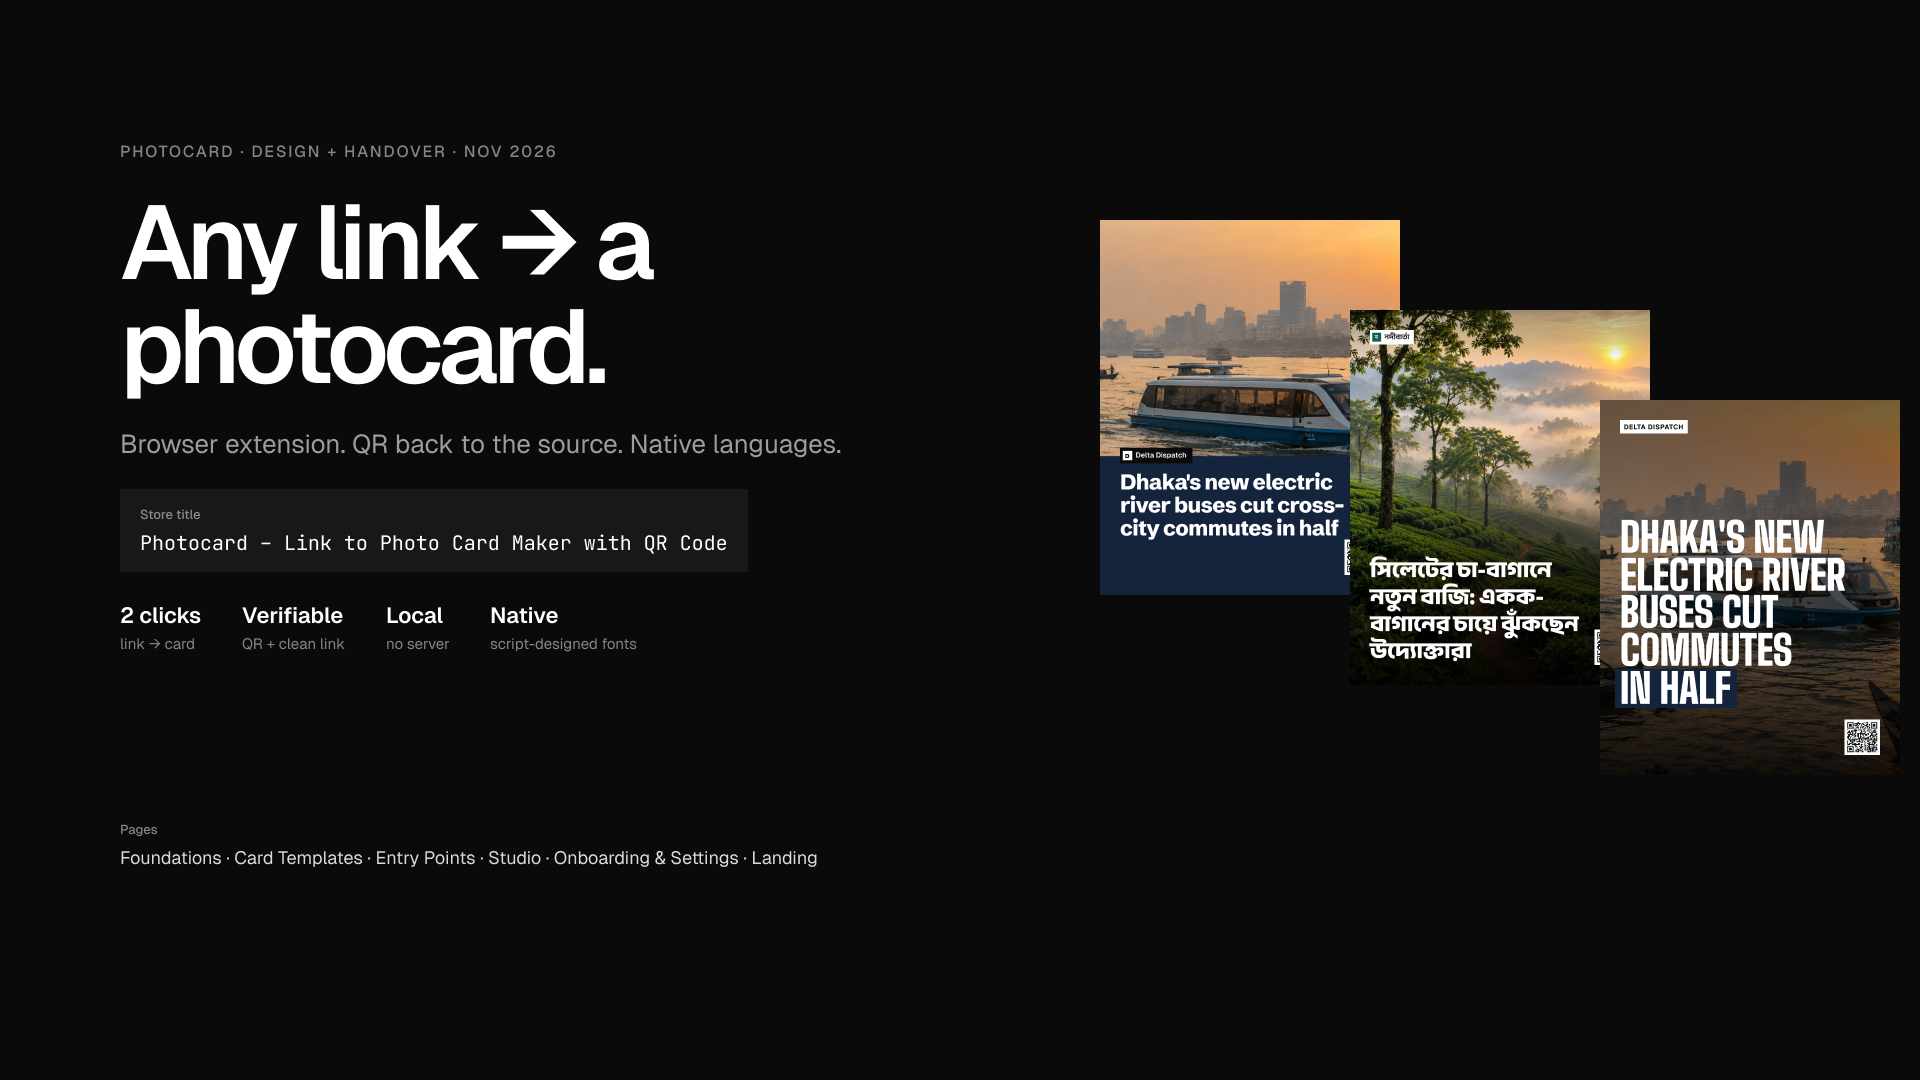 PHOTOCARD · DESIGN + HANDOVER · NOV 2026
Any link → a
photocard.
Browser extension. QR back to the source. Native languages.
Store title
Photocard – Link to Photo Card Maker with QR Code
2 clicks
link → card
Verifiable
QR + clean link
Local
no server
Native
script-designed fonts
Pages
Foundations · Card Templates · Entry Points · Studio · Onboarding & Settings · Landing
D Delta Dispatch
Dhaka's new electric
river buses cut cross-
city commutes in half
ন নদীবার্তা
সিলেটের চা-বাগানে
নতুন বাজি: একক-
বাগানের চায়ে ঝুঁকছেন
উদ্যোক্তারা
DELTA DISPATCH
DHAKA'S NEW
ELECTRIC RIVER
BUSES CUT
COMMUTES
IN HALF